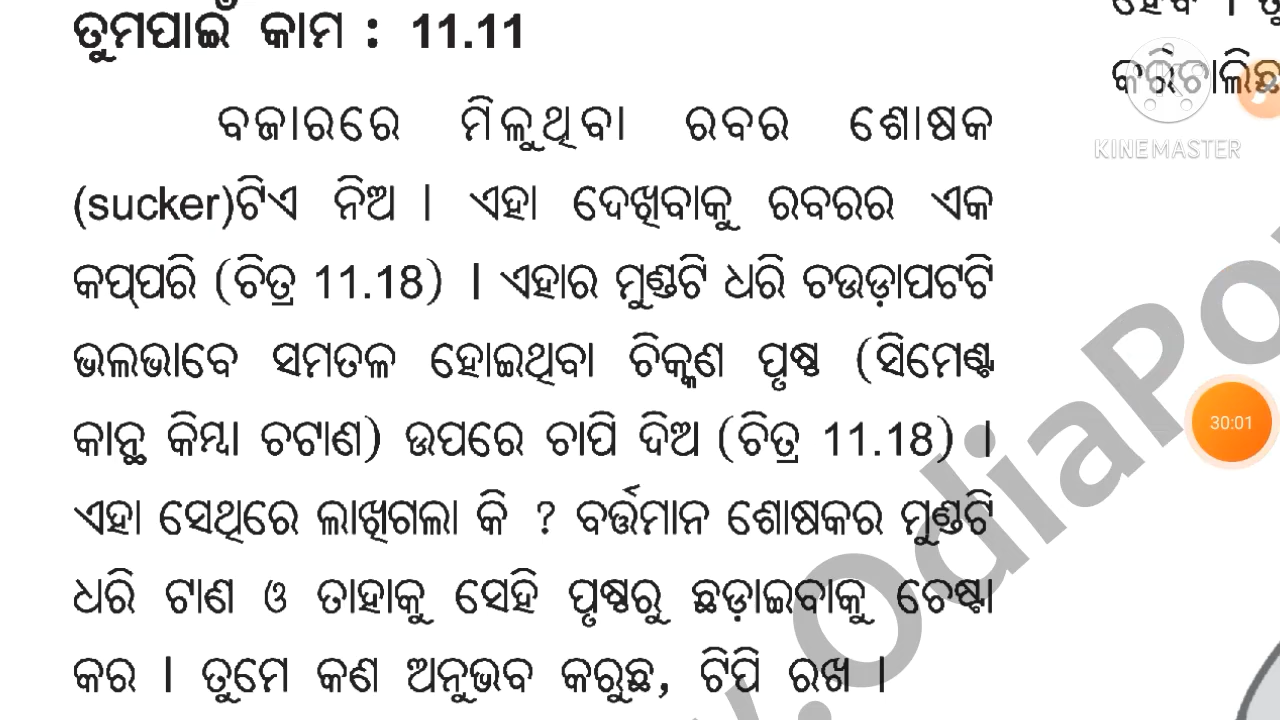 ତୁମପାଇଁ କାମ : 11.11
କରିଚାଲିଛ
ବଜାରରେ ମିଳୁଥିବା ରବର ଶୋଷକ
KINEMASTER
(sucker)ଟିଏ ନିଅ । ଏହା ଦେଖିବାକୁ ରବରର ଏକ
କପ୍‌ପରି (ଚିତ୍ର 11.18) । ଏହାର ମୁଣ୍ଡଟି ଧରି ଚଉଡ଼ାପଟଟି
ଭଲଭାବେ ସମତଳ ହୋଇଥିବା ଚିକ୍କଣ ପୃଷ୍ଠ (ସିମେଣ୍ଟ
କାନ୍ଥ କିମ୍ବା ଚଟାଣ) ଉପରେ ଚାପି ଦିଅ (ଚିତ୍ର 11.18) ।
30:01
ଏହା ସେଥିରେ ଲାଖିଗଲା କି ? ବର୍ତ୍ତମାନ ଶୋଷକର ମୁଣ୍ଡଟି
ଧରି ଟାଣ ଓ ତାହାକୁ ସେହି ପୃଷ୍ଠରୁ ଛଡ଼ାଇବାକୁ ଚେଷ୍ଟା
କର । ତୁମେ କଣ ଅନୁଭବ କରୁଛ, ଟିପି ରଖ ।
.OdiaPo